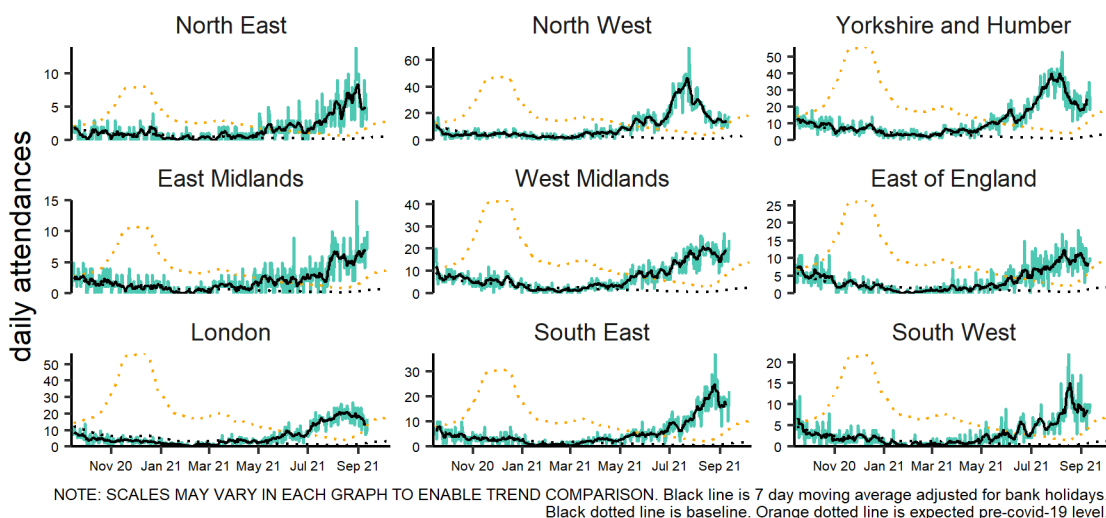 North East
North West
Yorkshire and Humber
10
5
0
60
40
20
0
50
40
30
20
10
0
East Midlands
West Midlands
East of England
15
10
5
0
40
30
20
10
0
25
20
15
10
5
0
daily attendances
London
South East
South West
50
40
30
20
10
0
30
20
10
0
20
15
10
5
0
Nov 20 Jan 21 Mar 21 May 21 Jul 21 Sep 21
Nov 20 Jan 21 Mar 21 May 21 Jul 21 Sep 21
Nov 20 Jan 21 Mar 21 May 21 Jul 21 Sep 21
NOTE: SCALES MAY VARY IN EACH GRAPH TO ENABLE TREND COMPARISON. Black line is 7 day moving average adjusted for bank holidays.
Black dotted line is baseline. Orange dotted line is expected pre-covid-19 level.